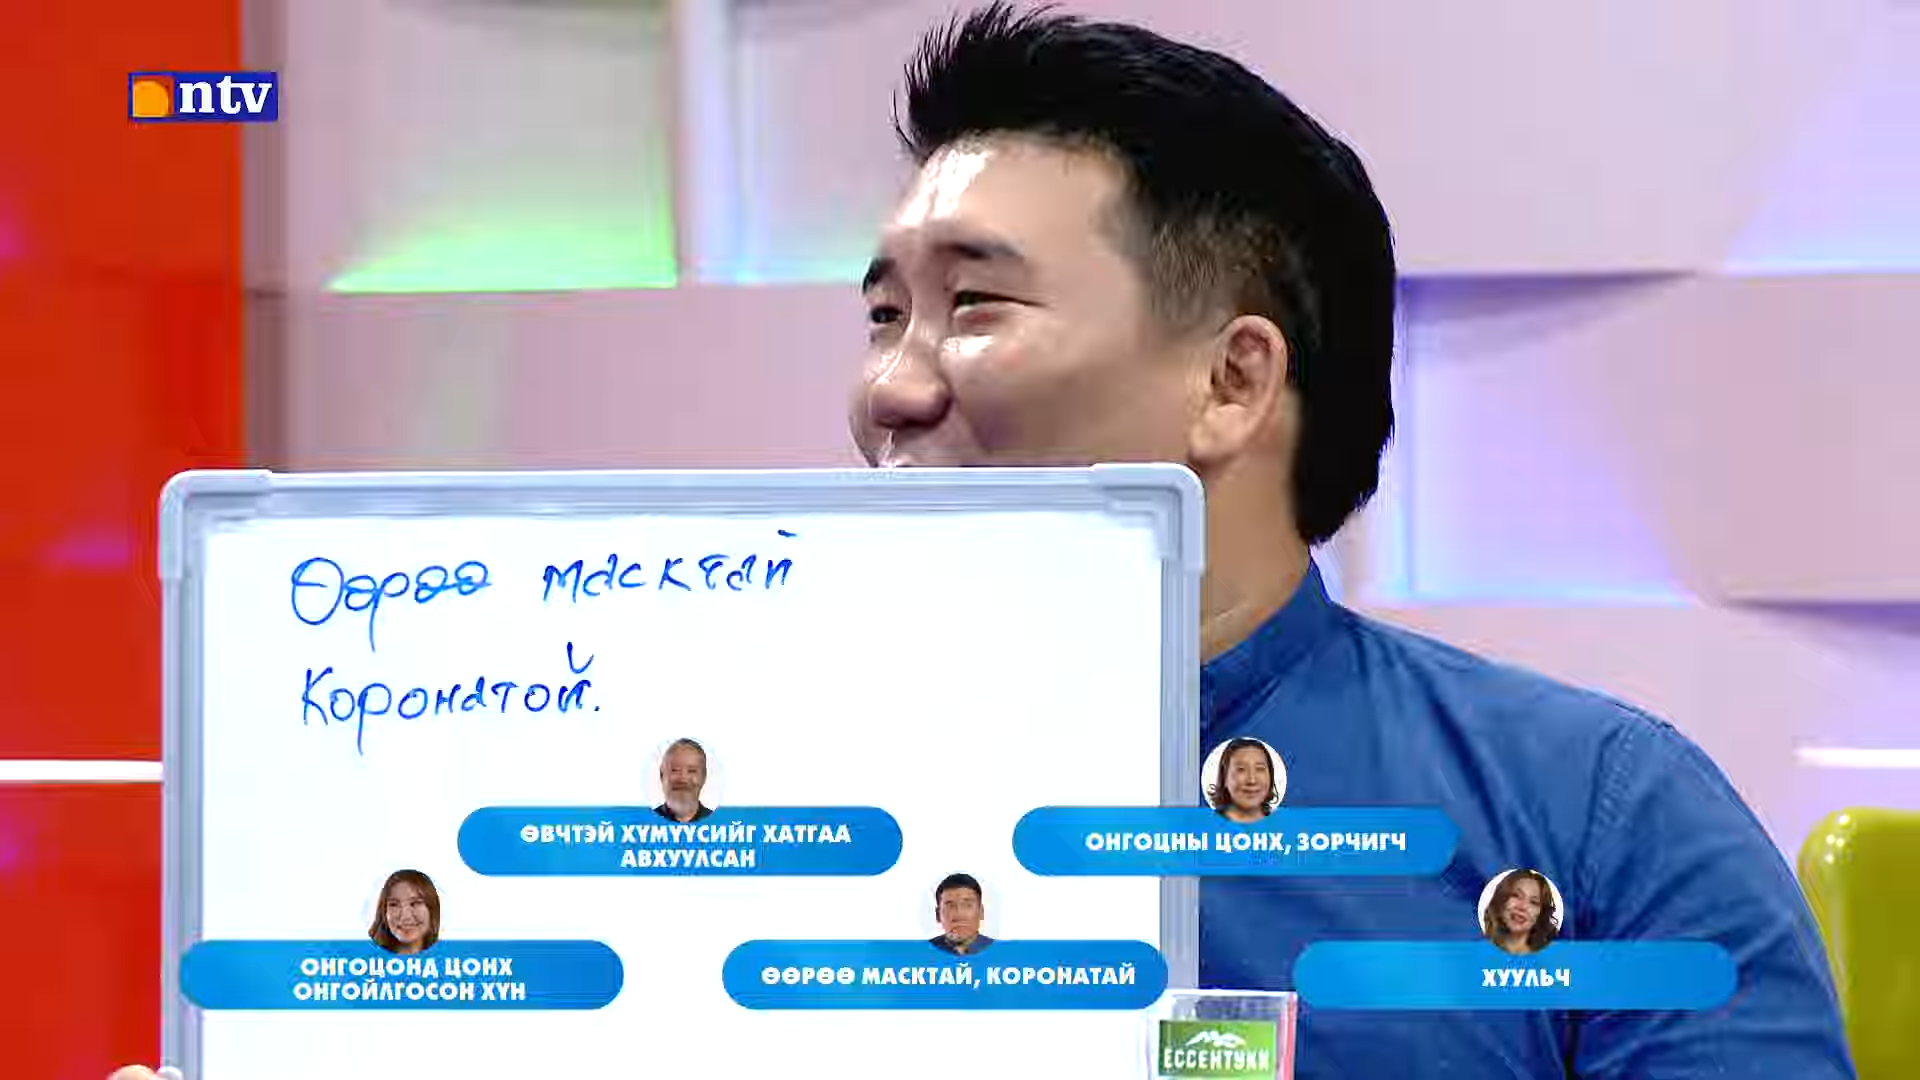 ntv
Өөрөө масктай
Коронатой.
ӨВЧТЭЙ ХҮМҮҮСИЙГ ХАТГАА
АВХУУЛСАН
ОНГОЦНЫ ЦОНХ, ЗОРЧИГЧ
ОНГОЦОНД ЦОНХ
ОНГОЙЛГОСОН ХҮН
ӨӨРӨӨ МАСКТАЙ, КОРОНАТАЙ
ХУУЛЬЧ
ЕССЕНТУКИ